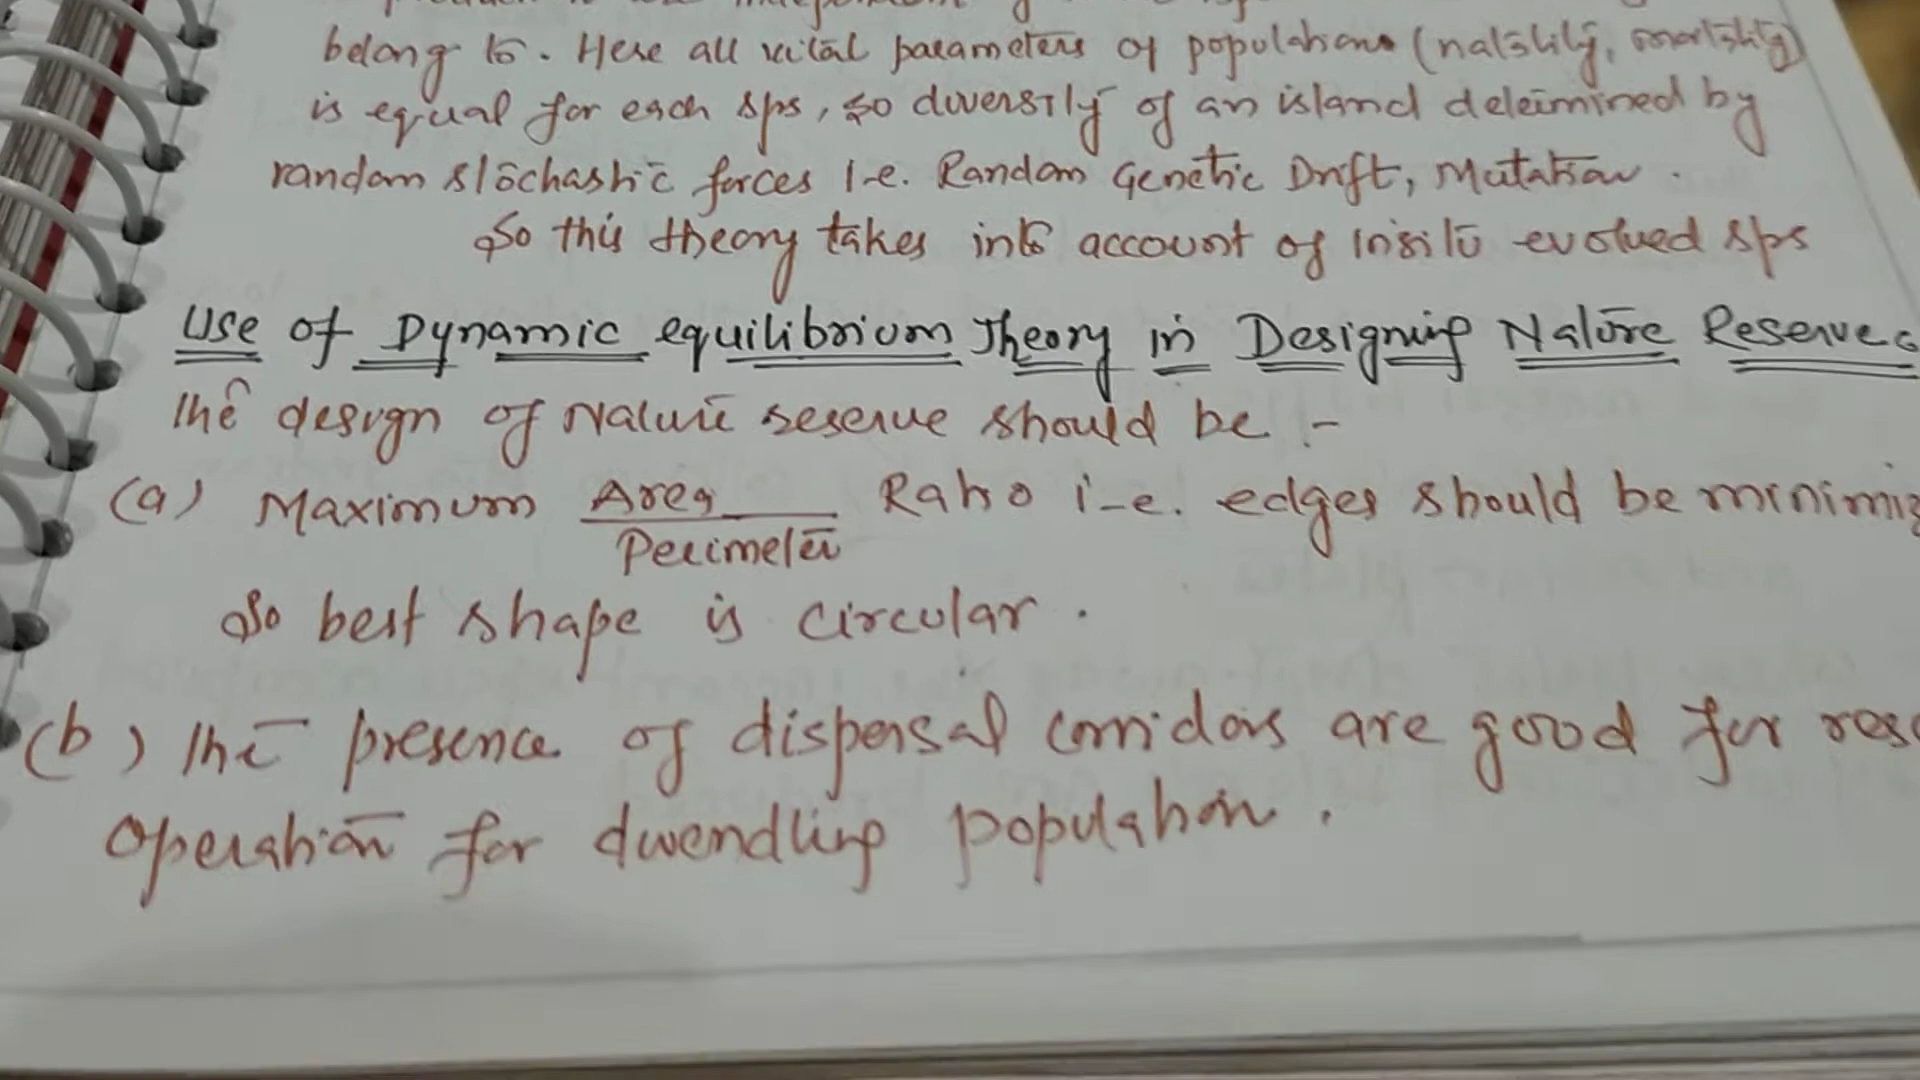 belong to. Here all vital parameters of populations (natality, mortality)
is equal for each sps, so diversity of an island determined by
random stochastic forces i.e. Random Genetic Drift, Mutation.
So this theory takes into account of insitu evolved sps
Use of Dynamic equilibrium Theory in Designing Nature Reserves
The design of Nature reserve should be :-
(a) Maximum Area / Perimeter Ratio i.e. edges should be
So best shape is circular.
(b) The presence of dispersal corridors are good for
operation for dwendling population.